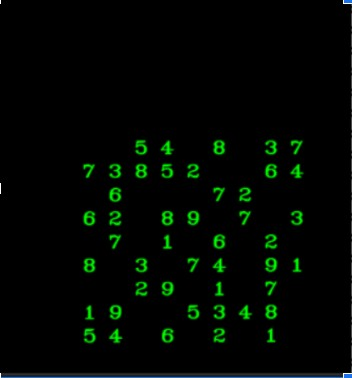 5 4 8 3 7
7 3 8 5 2 6 4
6 7 2
6 2 8 9 7 3
7 1 6 2
8 3 7 4 9 1
2 9 1 7
1 9 5 3 4 8
5 4 6 2 1